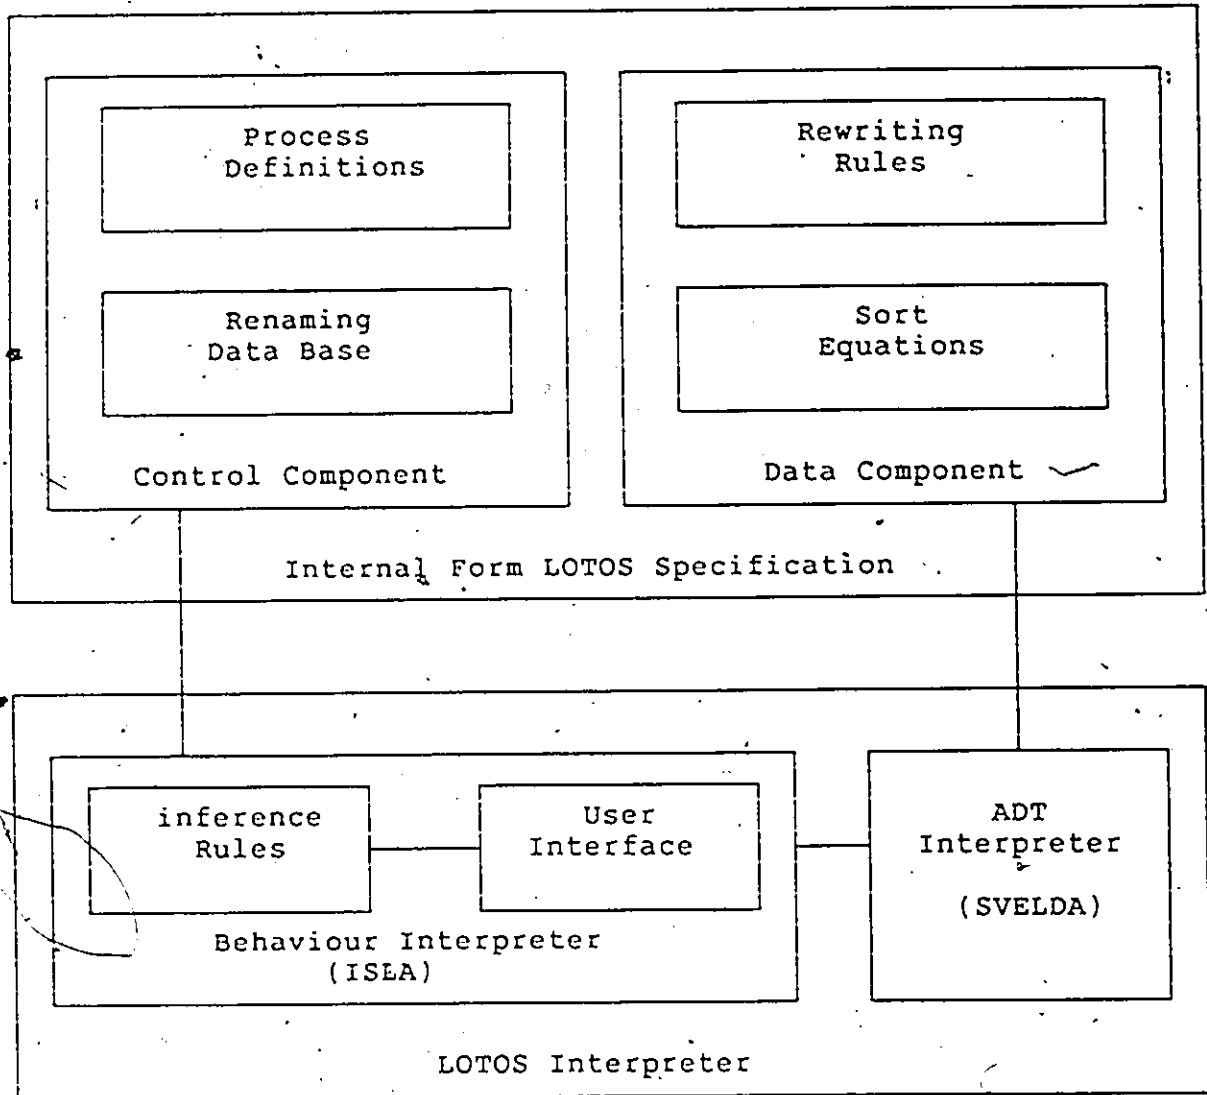 Process
Definitions
Renaming
Data Base
Control Component
Rewriting
Rules
Sort
Equations
Data Component
Internal Form LOTOS Specification
inference
Rules
User
Interface
Behaviour Interpreter
(ISLA)
ADT
Interpreter
(SVELDA)
LOTOS Interpreter